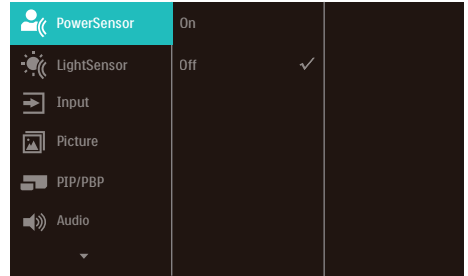 PowerSensor
On
LightSensor
Off
Input
Picture
PIP/PBP
Audio